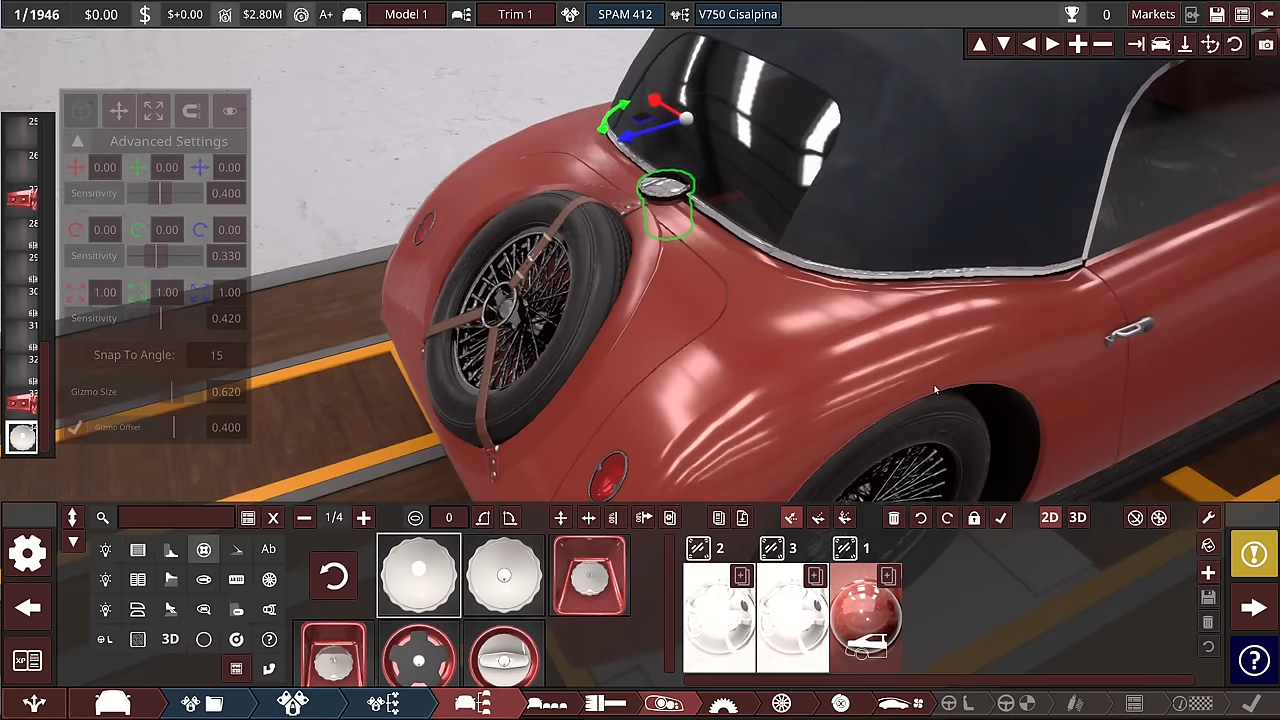 1/1946 $0.00 $ $+0.00 $2.80M A+ Model 1 Trim 1 SPAM 412 V750 Cisalpina 0 Markets
25
26
27
28
29
30
31
32
Advanced Settings
0.00 0.00 0.00
Sensitivity 0.400
0.00 0.00 0.00
Sensitivity 0.330
1.00 1.00 1.00
Sensitivity 0.420
Snap To Angle: 15
Gizmo Size 0.620
Gizmo Offset 0.400
X 1/4 0 2D 3D
Ab
3D
L
2 3 1
XP
L